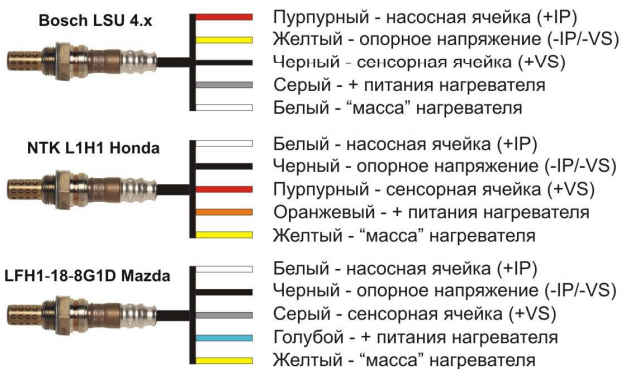 Bosch LSU 4.x
Пурпурный - насосная ячейка (+IP)
Желтый - опорное напряжение (-IP/-VS)
Черный - сенсорная ячейка (+VS)
Серый - + питания нагревателя
Белый - “масса” нагревателя
NTK L1H1 Honda
Белый - насосная ячейка (+IP)
Черный - опорное напряжение (-IP/-VS)
Пурпурный - сенсорная ячейка (+VS)
Оранжевый - + питания нагревателя
Желтый - “масса” нагревателя
LFH1-18-8G1D Mazda
Белый - насосная ячейка (+IP)
Черный - опорное напряжение (-IP/-VS)
Серый - сенсорная ячейка (+VS)
Голубой - + питания нагревателя
Желтый - “масса” нагревателя